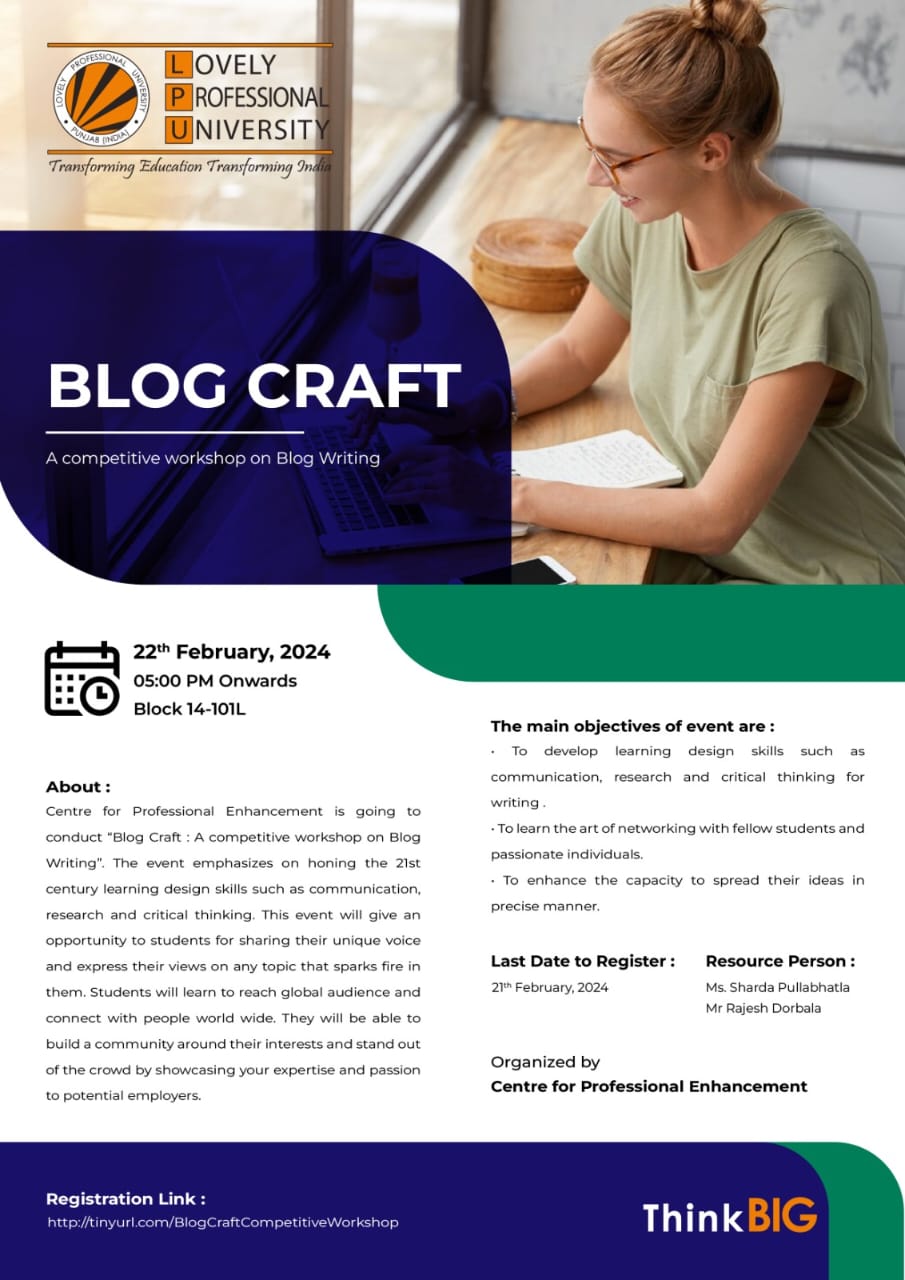 LOVELY PROFESSIONAL UNIVERSITY
PUNJAB (INDIA)
LOVELY
PROFESSIONAL
UNIVERSITY
Transforming Education Transforming India
BLOG CRAFT
A competitive workshop on Blog Writing
22th February, 2024
05:00 PM Onwards
Block 14-101L
About :
Centre for Professional Enhancement is going to
conduct “Blog Craft : A competitive workshop on Blog
Writing”. The event emphasizes on honing the 21st
century learning design skills such as communication,
research and critical thinking. This event will give an
opportunity to students for sharing their unique voice
and express their views on any topic that sparks fire in
them. Students will learn to reach global audience and
connect with people world wide. They will be able to
build a community around their interests and stand out
of the crowd by showcasing your expertise and passion
to potential employers.
The main objectives of event are :
· To develop learning design skills such as
communication, research and critical thinking for
writing .
· To learn the art of networking with fellow students and
passionate individuals.
· To enhance the capacity to spread their ideas in
precise manner.
Last Date to Register :
21th February, 2024
Resource Person :
Ms. Sharda Pullabhatla
Mr Rajesh Dorbala
Organized by
Centre for Professional Enhancement
Registration Link :
http://tinyurl.com/BlogCraftCompetitiveWorkshop
Think BIG